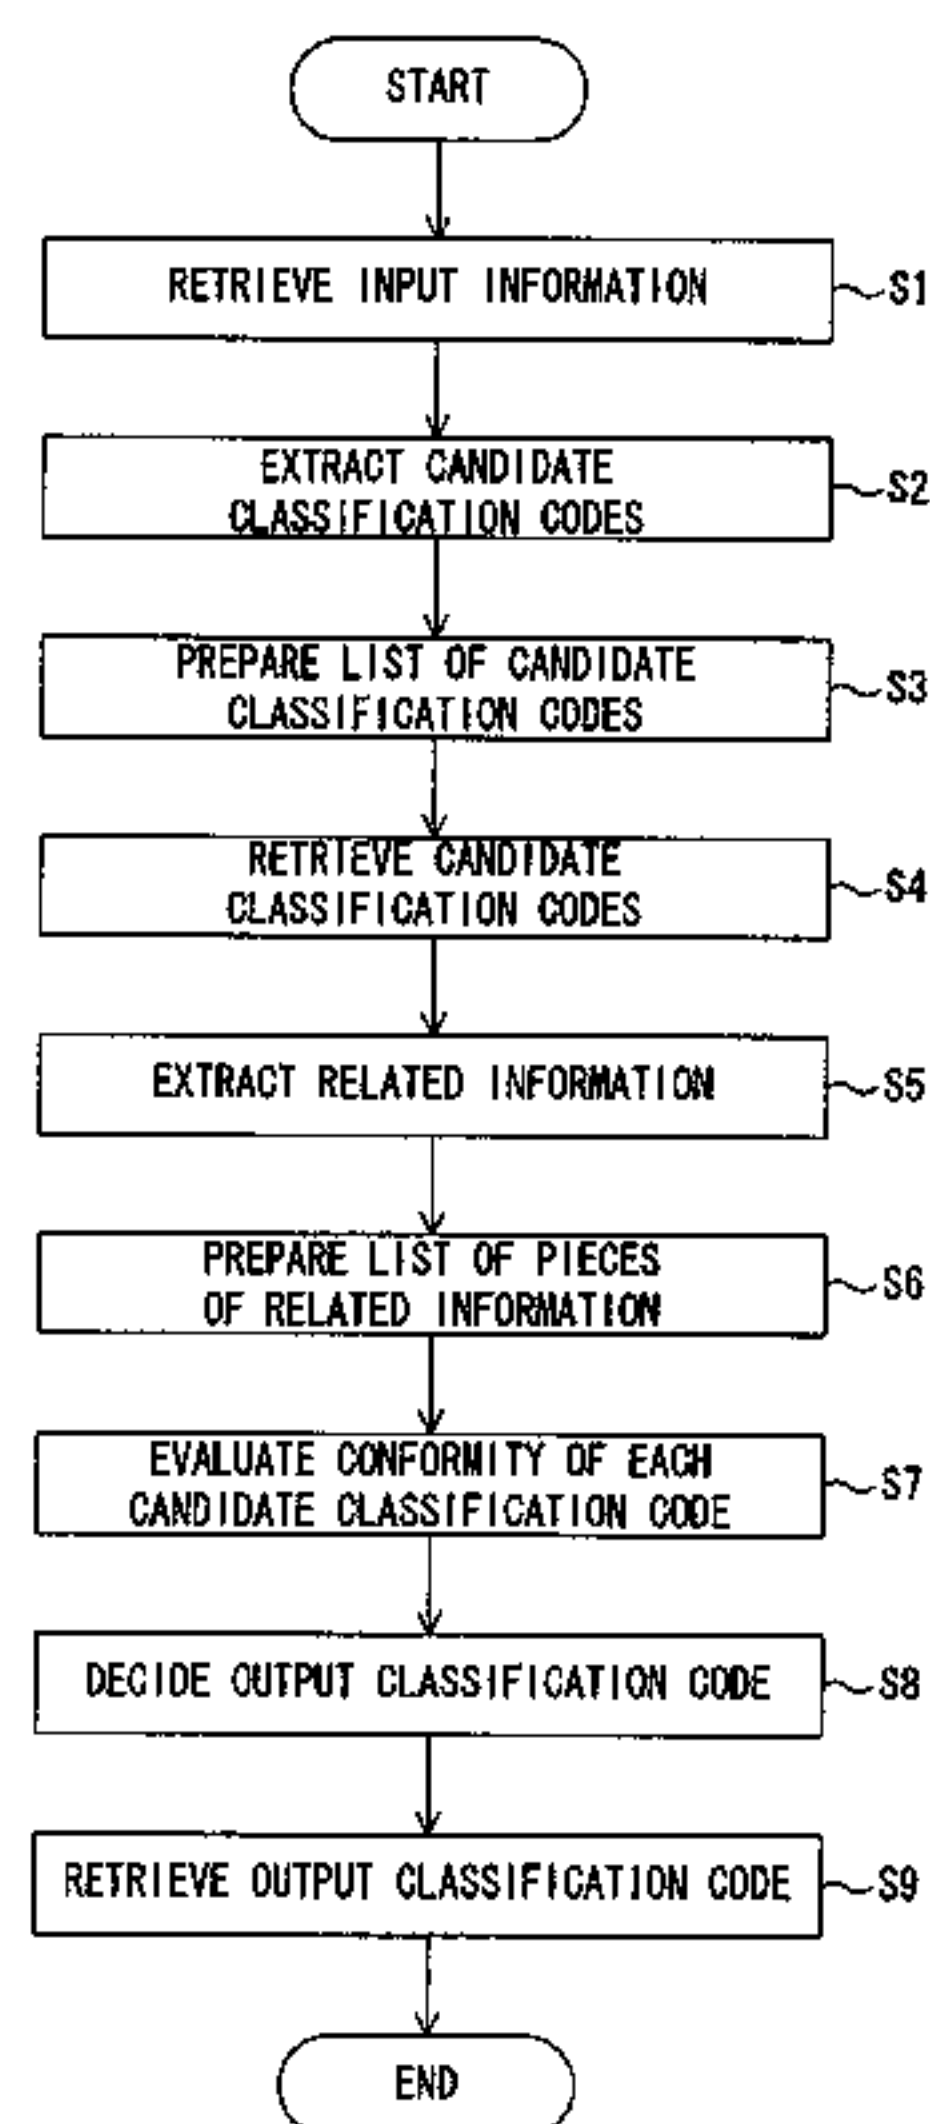 START
RETRIEVE INPUT INFORMATION
S1
EXTRACT CANDIDATE
CLASSIFICATION CODES
S2
PREPARE LIST OF CANDIDATE
CLASSIFICATION CODES
S3
RETRIEVE CANDIDATE
CLASSIFICATION CODES
S4
EXTRACT RELATED INFORMATION
S5
PREPARE LIST OF PIECES
OF RELATED INFORMATION
S6
EVALUATE CONFORMITY OF EACH
CANDIDATE CLASSIFICATION CODE
S7
DECIDE OUTPUT CLASSIFICATION CODE
S8
RETRIEVE OUTPUT CLASSIFICATION CODE
S9
END